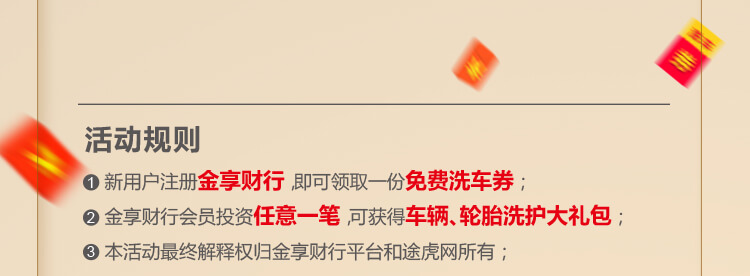 活动规则
❶ 新用户注册金享财行,即可领取一份免费洗车券；
❷ 金享财行会员投资任意一笔,可获得车辆、轮胎洗护大礼包；
❸ 本活动最终解释权归金享财行平台和途虎网所有；